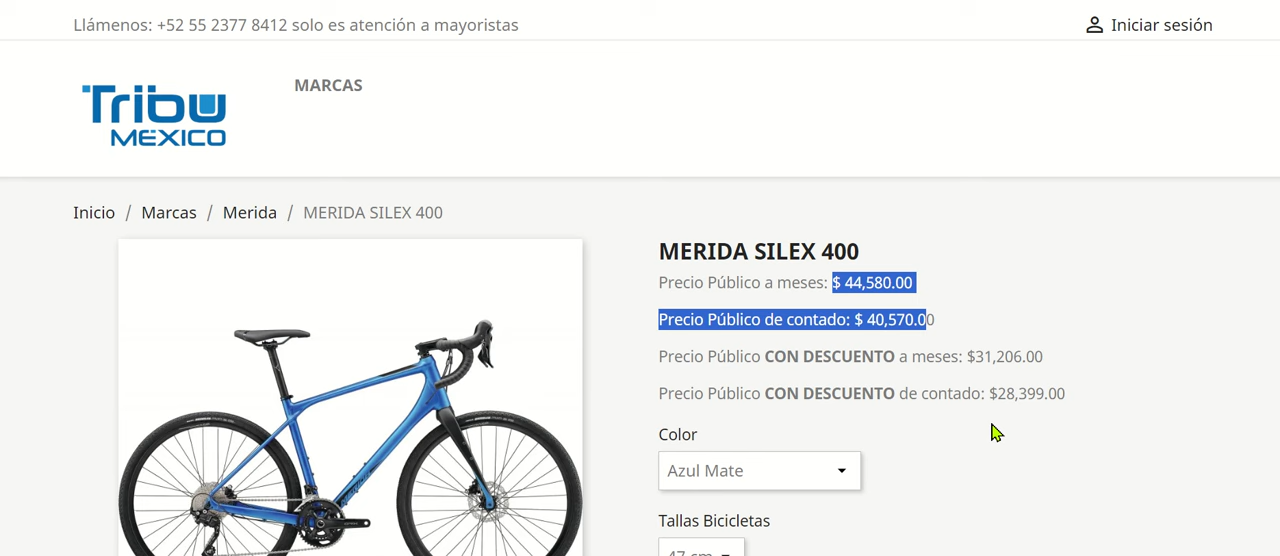 Llámenos: +52 55 2377 8412 solo es atención a mayoristas
Iniciar sesión
Tribu
MEXICO
MARCAS
Inicio / Marcas / Merida / MERIDA SILEX 400
MERIDA SILEX 400
Precio Público a meses: $ 44,580.00
Precio Público de contado: $ 40,570.00
Precio Público CON DESCUENTO a meses: $31,206.00
Precio Público CON DESCUENTO de contado: $28,399.00
Color
Azul Mate
Tallas Bicicletas
47 cm